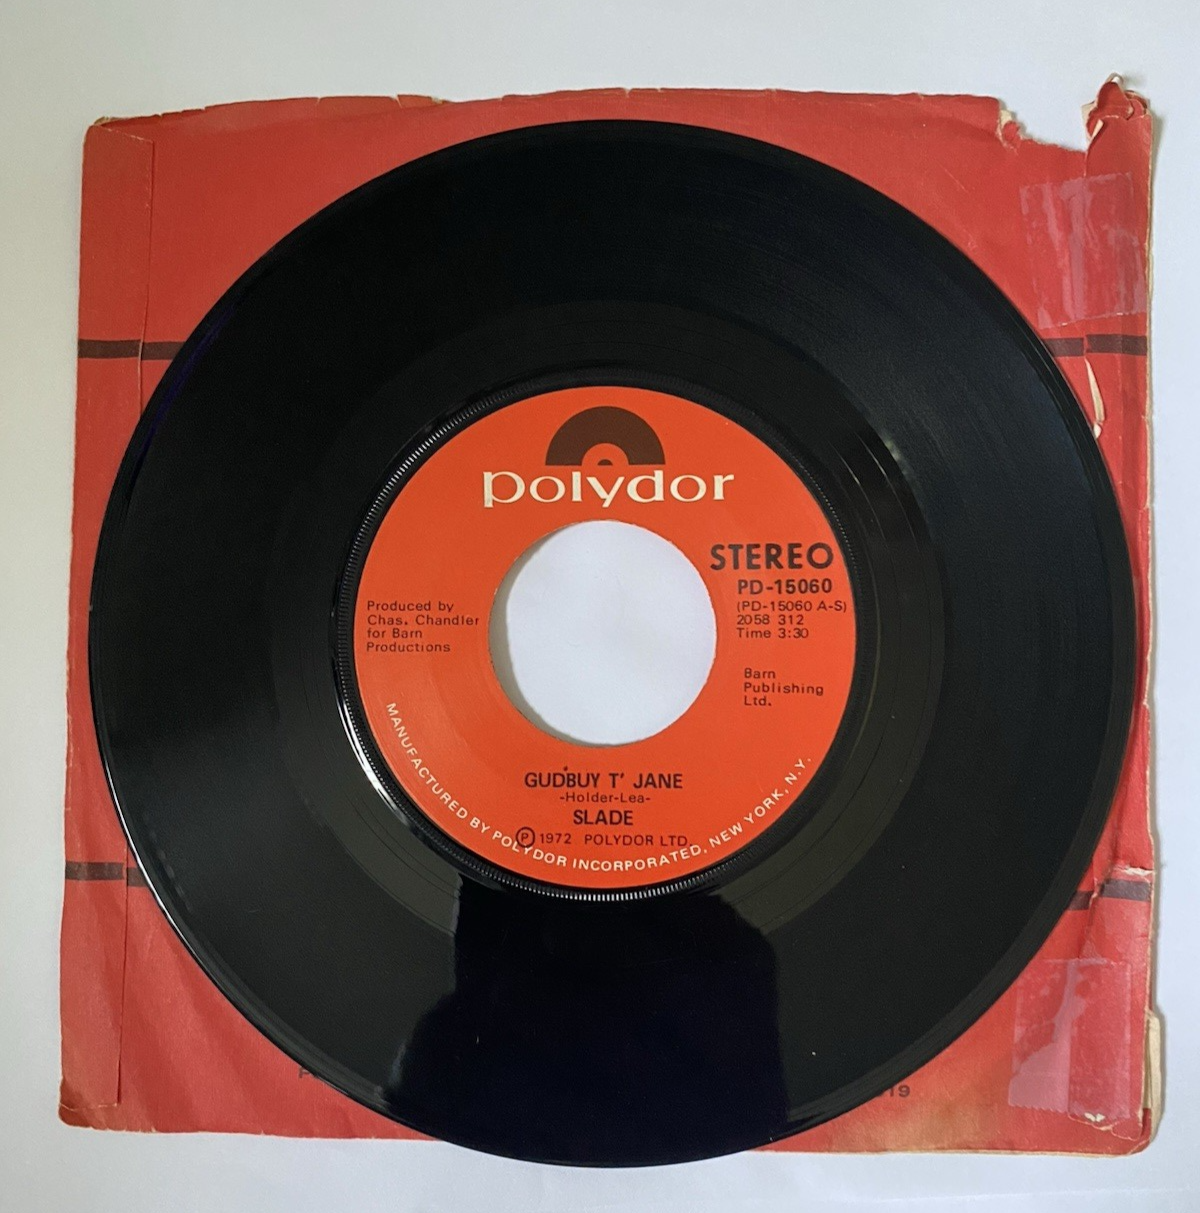 polydor
STEREO
PD-15060
(PD-15060 A-S)
2058 312
Time 3:30
Produced by
Chas. Chandler
for Barn
Productions
Barn
Publishing
Ltd.
GUDBUY T' JANE
-Holder-Lea-
SLADE
Ⓟ 1972 POLYDOR LTD.
MANUFACTURED BY POLYDOR INCORPORATED, NEW YORK, N.Y.